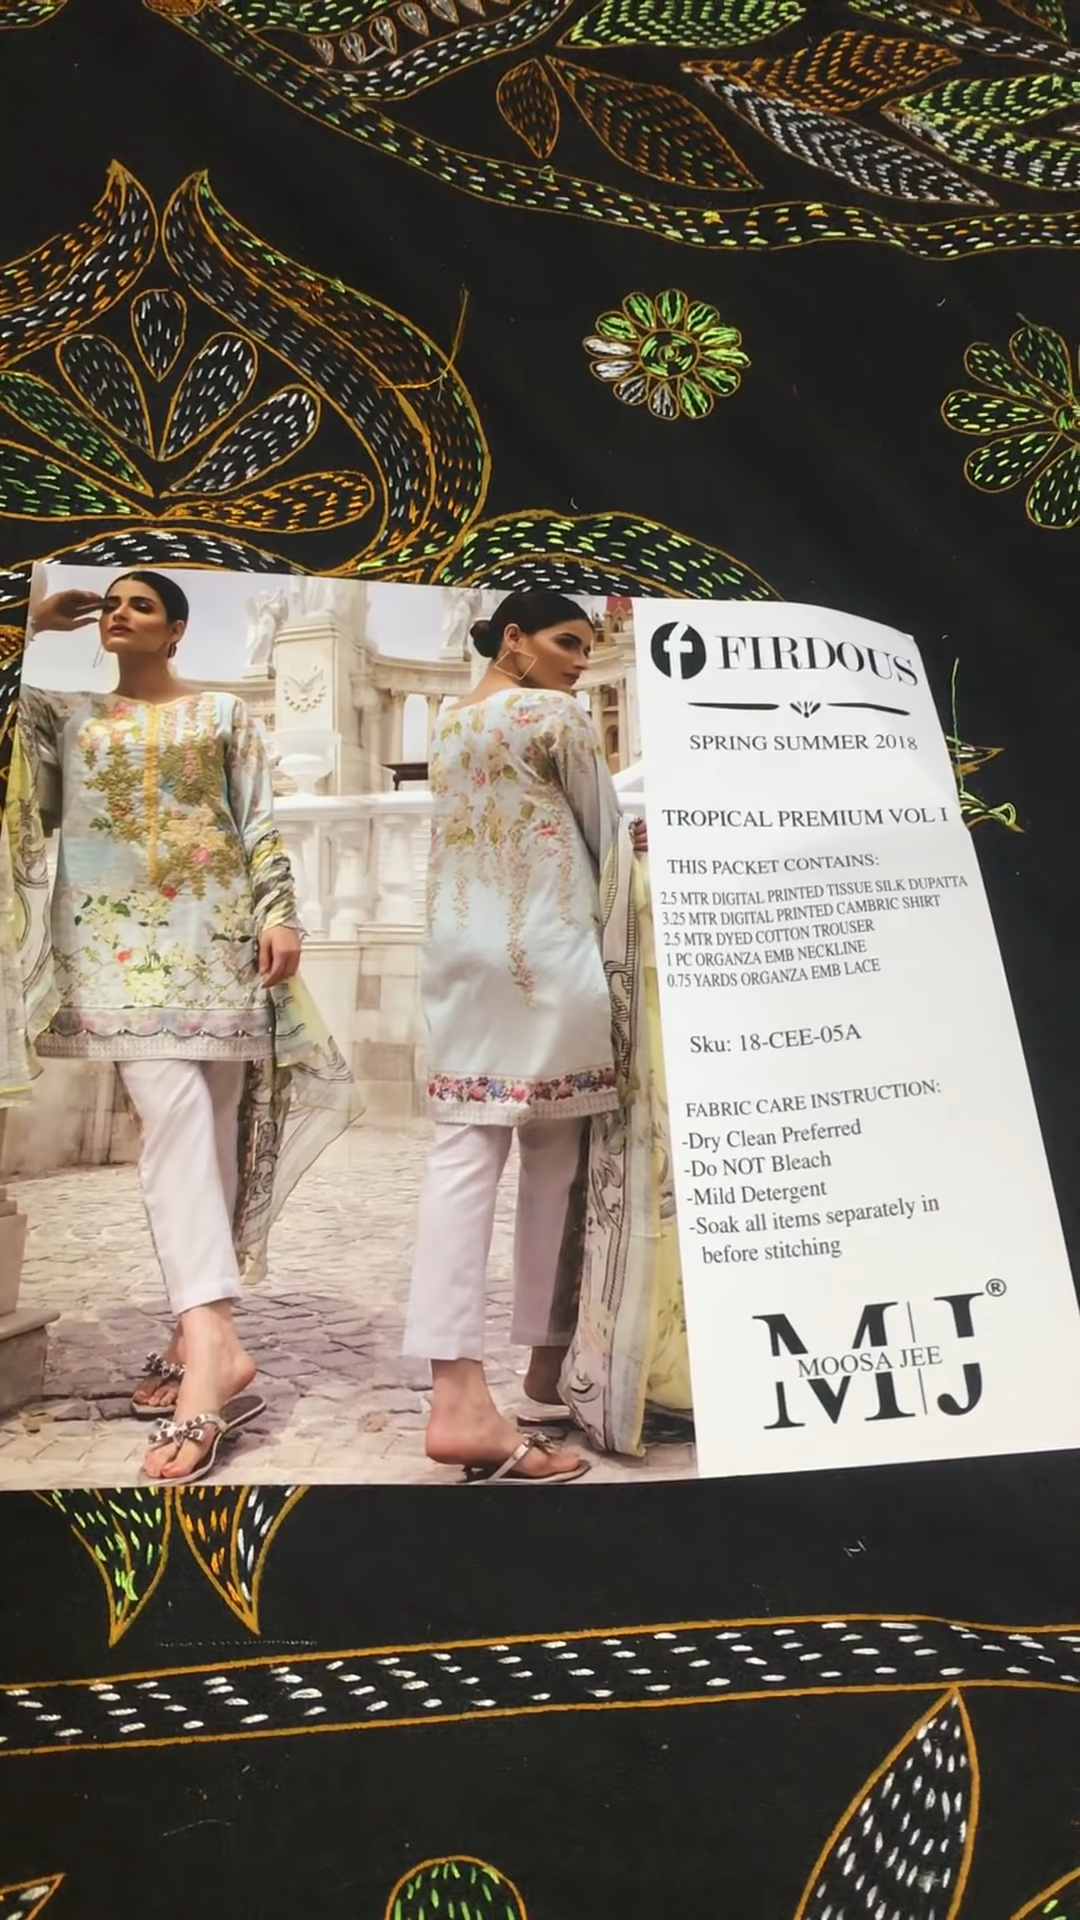 f FIRDOUS
SPRING SUMMER 2018
TROPICAL PREMIUM VOL I
THIS PACKET CONTAINS:
2.5 MTR DIGITAL PRINTED TISSUE SILK DUPATTA
3.25 MTR DIGITAL PRINTED CAMBRIC SHIRT
2.5 MTR DYED COTTON TROUSER
1 PC ORGANZA EMB NECKLINE
0.75 YARDS ORGANZA EMB LACE
Sku: 18-CEE-05A
FABRIC CARE INSTRUCTION:
-Dry Clean Preferred
-Do NOT Bleach
-Mild Detergent
-Soak all items separately in
before stitching
MJ®
MOOSA JEE